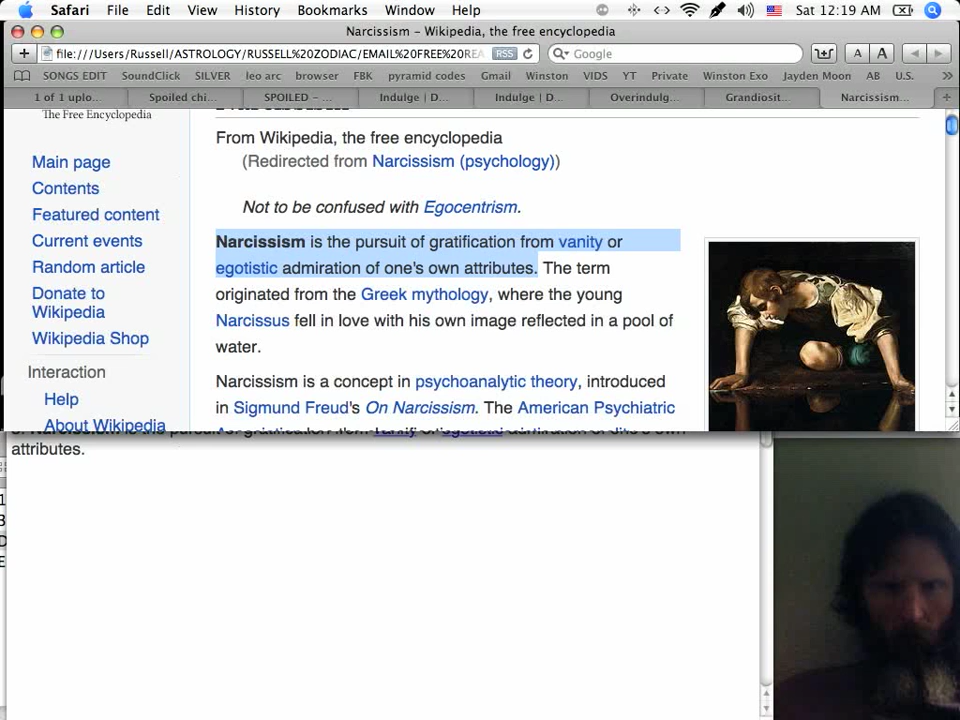 Safari File Edit View History Bookmarks Window Help Sat 12:19 AM
Narcissism – Wikipedia, the free encyclopedia
file:///Users/Russell/ASTROLOGY/RUSSELL%20ZODIAC/EMAIL%20FREE%20REA RSS Google A A
SONGS EDIT SoundClick SILVER leo arc browser FBK pyramid codes Gmail Winston VIDS YT Private Winston Exo Jayden Moon AB U.S.
1 of 1 uplo... Spoiled chi... SPOILED – ... Indulge | D... Indulge | D... Overindulg... Grandiosit... Narcissism...
The Free Encyclopedia
Main page
Contents
Featured content
Current events
Random article
Donate to
Wikipedia
Wikipedia Shop
Interaction
Help
About Wikipedia
From Wikipedia, the free encyclopedia
(Redirected from Narcissism (psychology))
Not to be confused with Egocentrism.
Narcissism is the pursuit of gratification from vanity or
egotistic admiration of one's own attributes. The term
originated from the Greek mythology, where the young
Narcissus fell in love with his own image reflected in a pool of
water.
Narcissism is a concept in psychoanalytic theory, introduced
in Sigmund Freud's On Narcissism. The American Psychiatric
attributes.